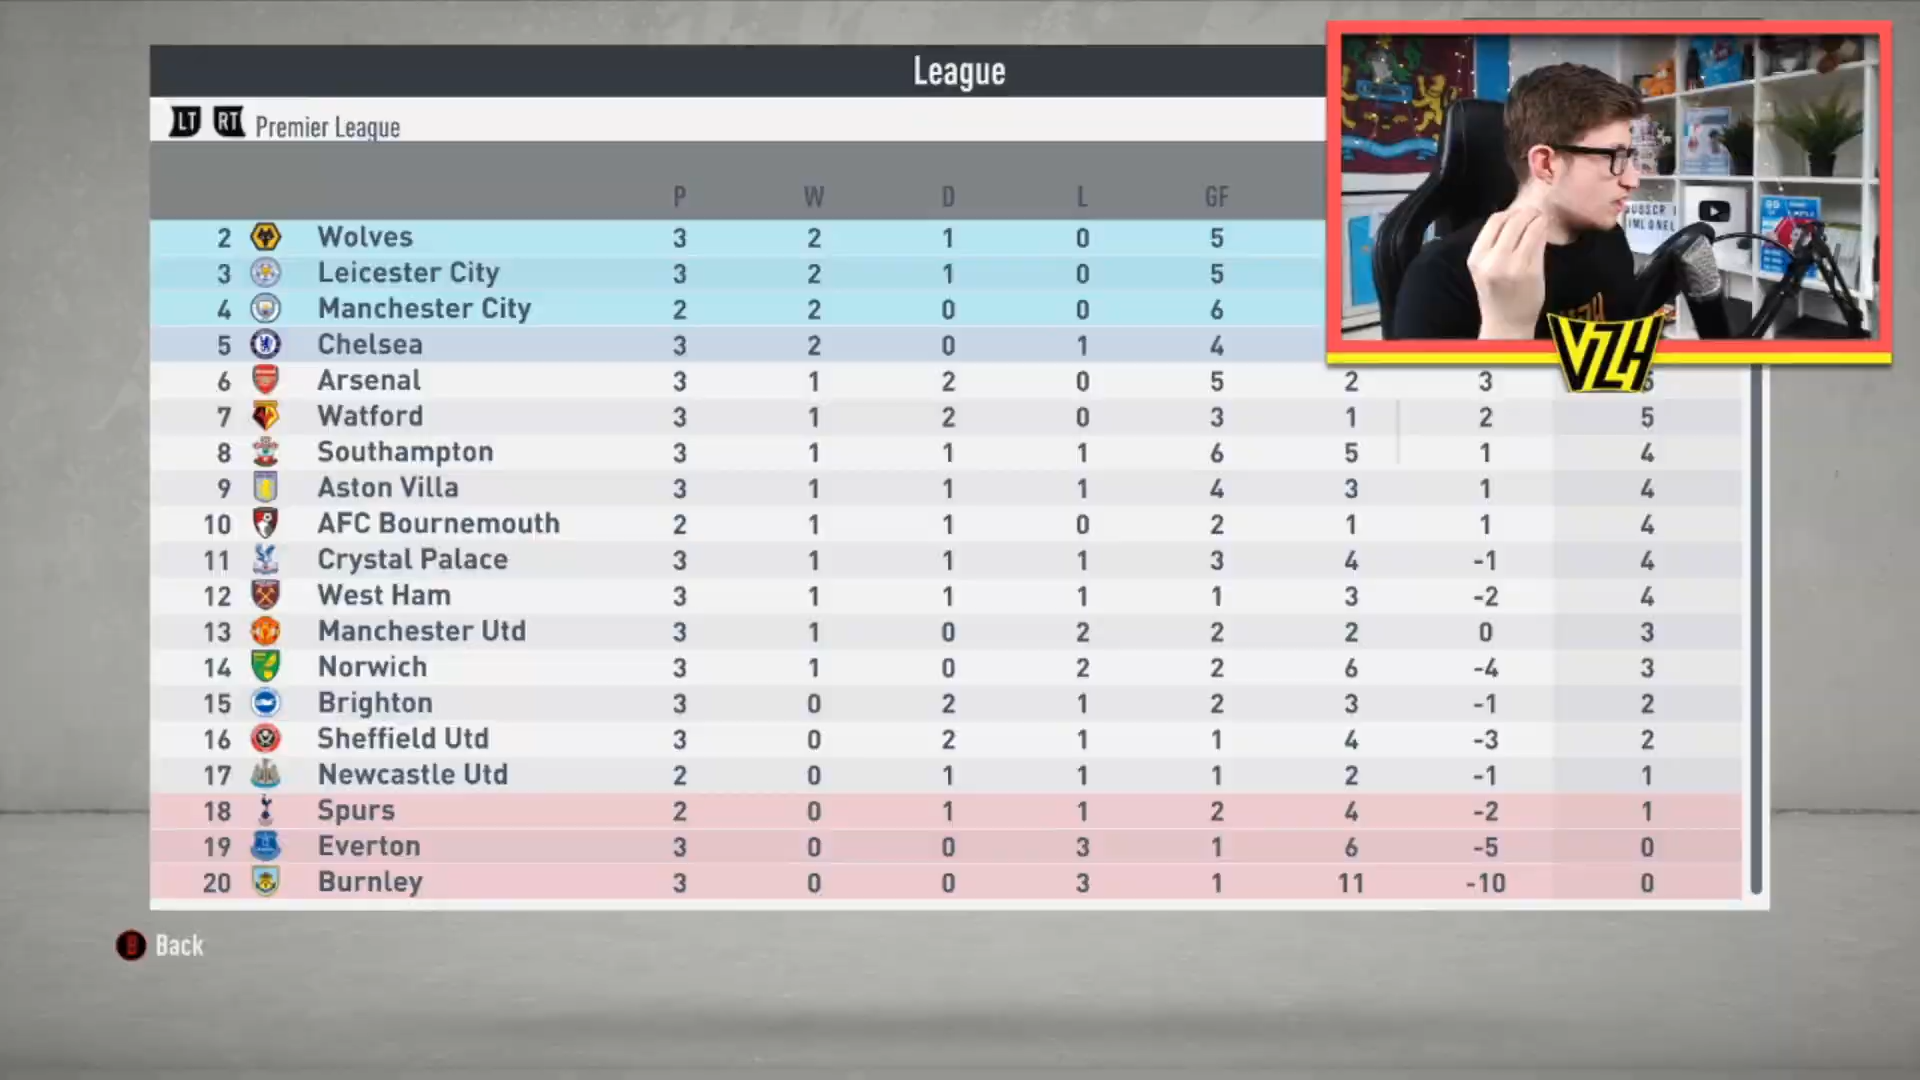 League
LT RT Premier League
P W D L GF
2 Wolves 3 2 1 0 5
3 Leicester City 3 2 1 0 5
4 Manchester City 2 2 0 0 6
5 Chelsea 3 2 0 1 4
6 Arsenal 3 1 2 0 5 2 3
7 Watford 3 1 2 0 3 1 2 5
8 Southampton 3 1 1 1 6 5 1 4
9 Aston Villa 3 1 1 1 4 3 1 4
10 AFC Bournemouth 2 1 1 0 2 1 1 4
11 Crystal Palace 3 1 1 1 3 4 -1 4
12 West Ham 3 1 1 1 1 3 -2 4
13 Manchester Utd 3 1 0 2 2 2 0 3
14 Norwich 3 1 0 2 2 6 -4 3
15 Brighton 3 0 2 1 2 3 -1 2
16 Sheffield Utd 3 0 2 1 1 4 -3 2
17 Newcastle Utd 2 0 1 1 1 2 -1 1
18 Spurs 2 0 1 1 2 4 -2 1
19 Everton 3 0 0 3 1 6 -5 0
20 Burnley 3 0 0 3 1 11 -10 0
B Back
VZH